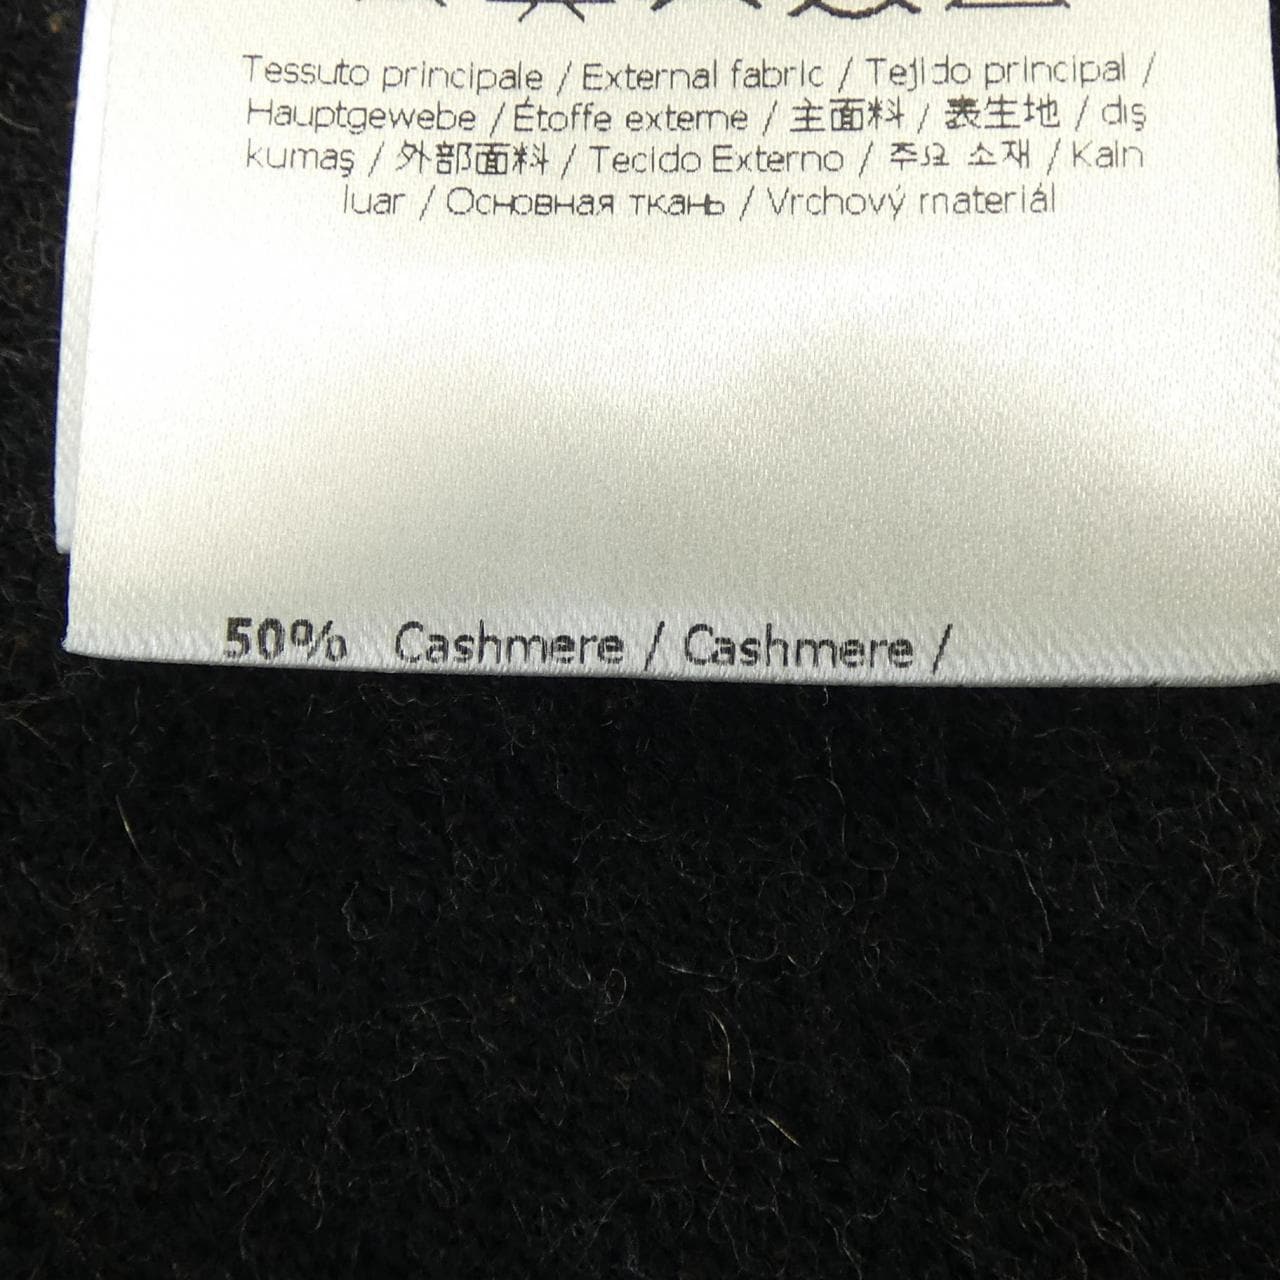 Tessuto principale / External fabric / Tejido principal /
Hauptgewebe / Étoffe externe / 主面料 / 表生地 / dış
kumaş / 外部面料 / Tecido Externo / 주요 소재 / Kain
luar / Основная ткань / Vrchový materiál
50% Cashmere / Cashmere /